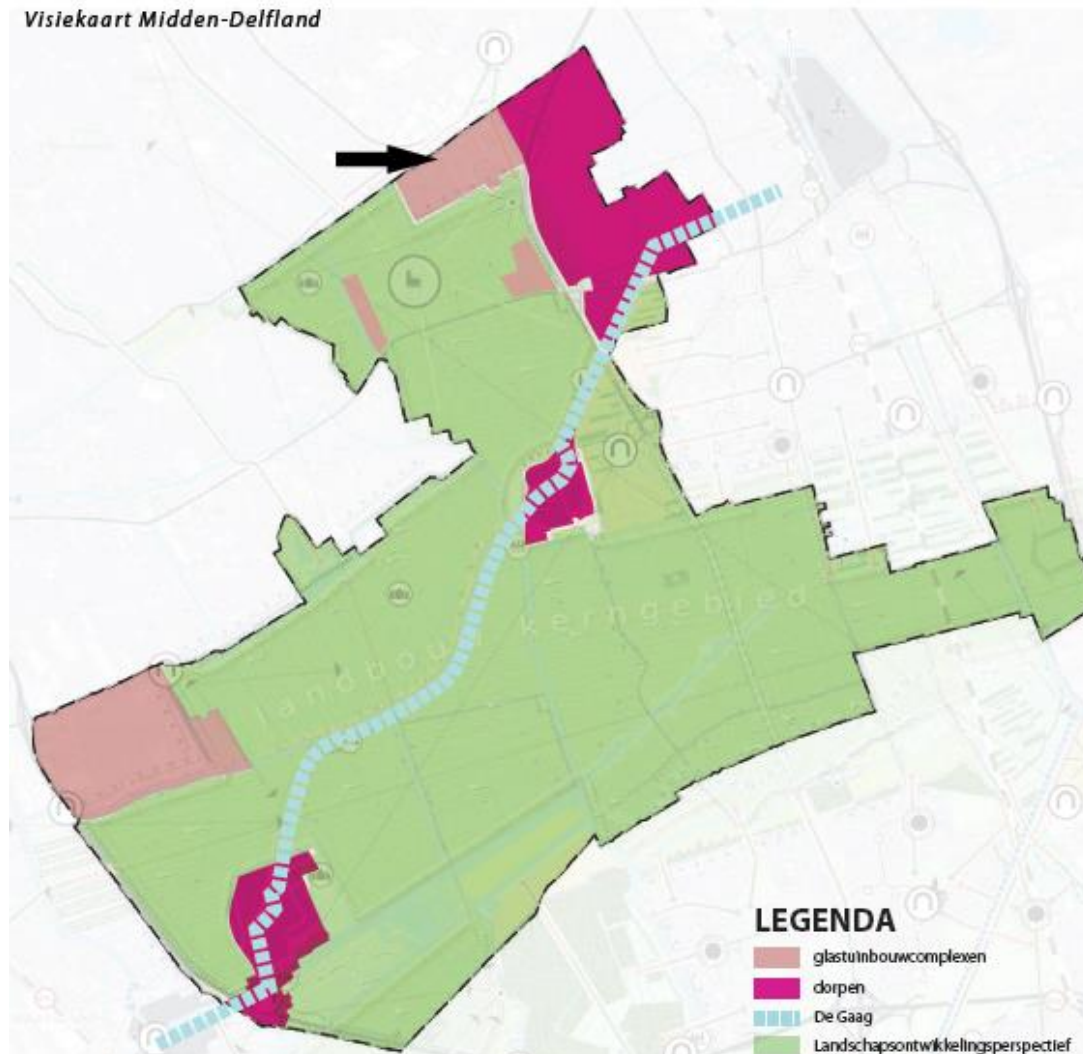 Visiekaart Midden-Delfland
landbouw kerngebied
LEGENDA
glastuinbouwcomplexen
dorpen
De Gaag
Landschapsontwikkelingsperspectief